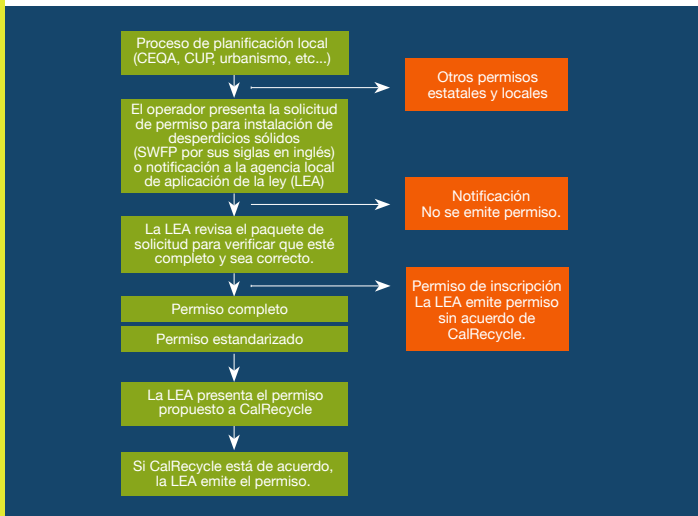 Proceso de planificación local
(CEQA, CUP, urbanismo, etc...)
Otros permisos
estatales y locales
El operador presenta la solicitud
de permiso para instalación de
desperdicios sólidos
(SWFP por sus siglas en inglés)
o notificación a la agencia local
de aplicación de la ley (LEA)
Notificación
No se emite permiso.
La LEA revisa el paquete de
solicitud para verificar que esté
completo y sea correcto.
Permiso de inscripción
La LEA emite permiso
sin acuerdo de
CalRecycle.
Permiso completo
Permiso estandarizado
La LEA presenta el permiso
propuesto a CalRecycle
Si CalRecycle está de acuerdo,
la LEA emite el permiso.